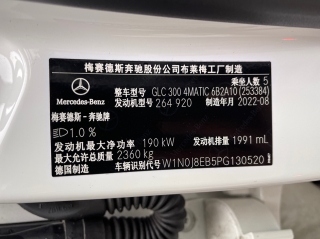 梅赛德斯奔驰股份公司布莱梅工厂制造
乘坐人数 5
整车型号 GLC 300 4MATIC 6B2A10 (253384)
发动机型号 264 920 制造年月 2022-08
Mercedes-Benz
梅赛德斯-奔驰牌
1.0 %
发动机最大净功率 190 kW 发动机排量 1991 mL
最大允许总质量 2360 kg
德国制造 车辆识别代号 W1N0J8EB5PG130520